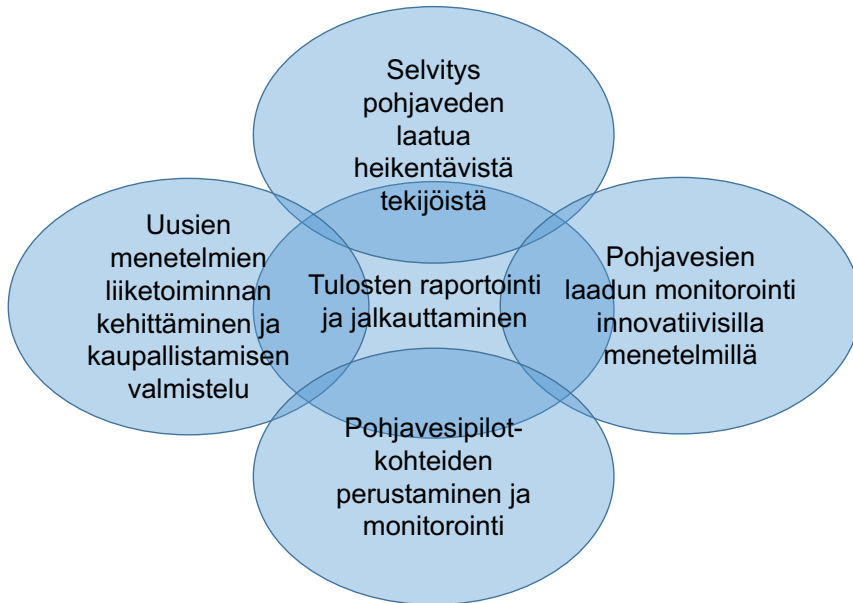 Selvitys
pohjaveden
laatua
heikentävistä
tekijöistä
Uusien
menetelmien
liiketoiminnan
kehittäminen ja
kaupallistamisen
valmistelu
Tulosten raportointi
ja jalkauttaminen
Pohjavesien
laadun monitorointi
innovatiivisilla
menetelmillä
Pohjavesipilot-
kohteiden
perustaminen ja
monitorointi